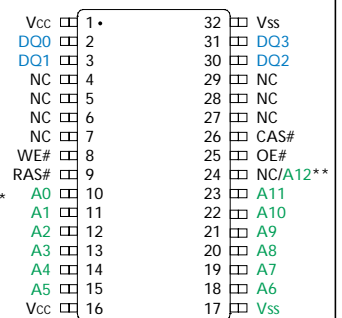 Vcc 1• 32 Vss
DQ0 2 31 DQ3
DQ1 3 30 DQ2
NC 4 29 NC
NC 5 28 NC
NC 6 27 NC
NC 7 26 CAS#
WE# 8 25 OE#
RAS# 9 24 NC/A12**
* A0 10 23 A11
A1 11 22 A10
A2 12 21 A9
A3 13 20 A8
A4 14 19 A7
A5 15 18 A6
Vcc 16 17 Vss